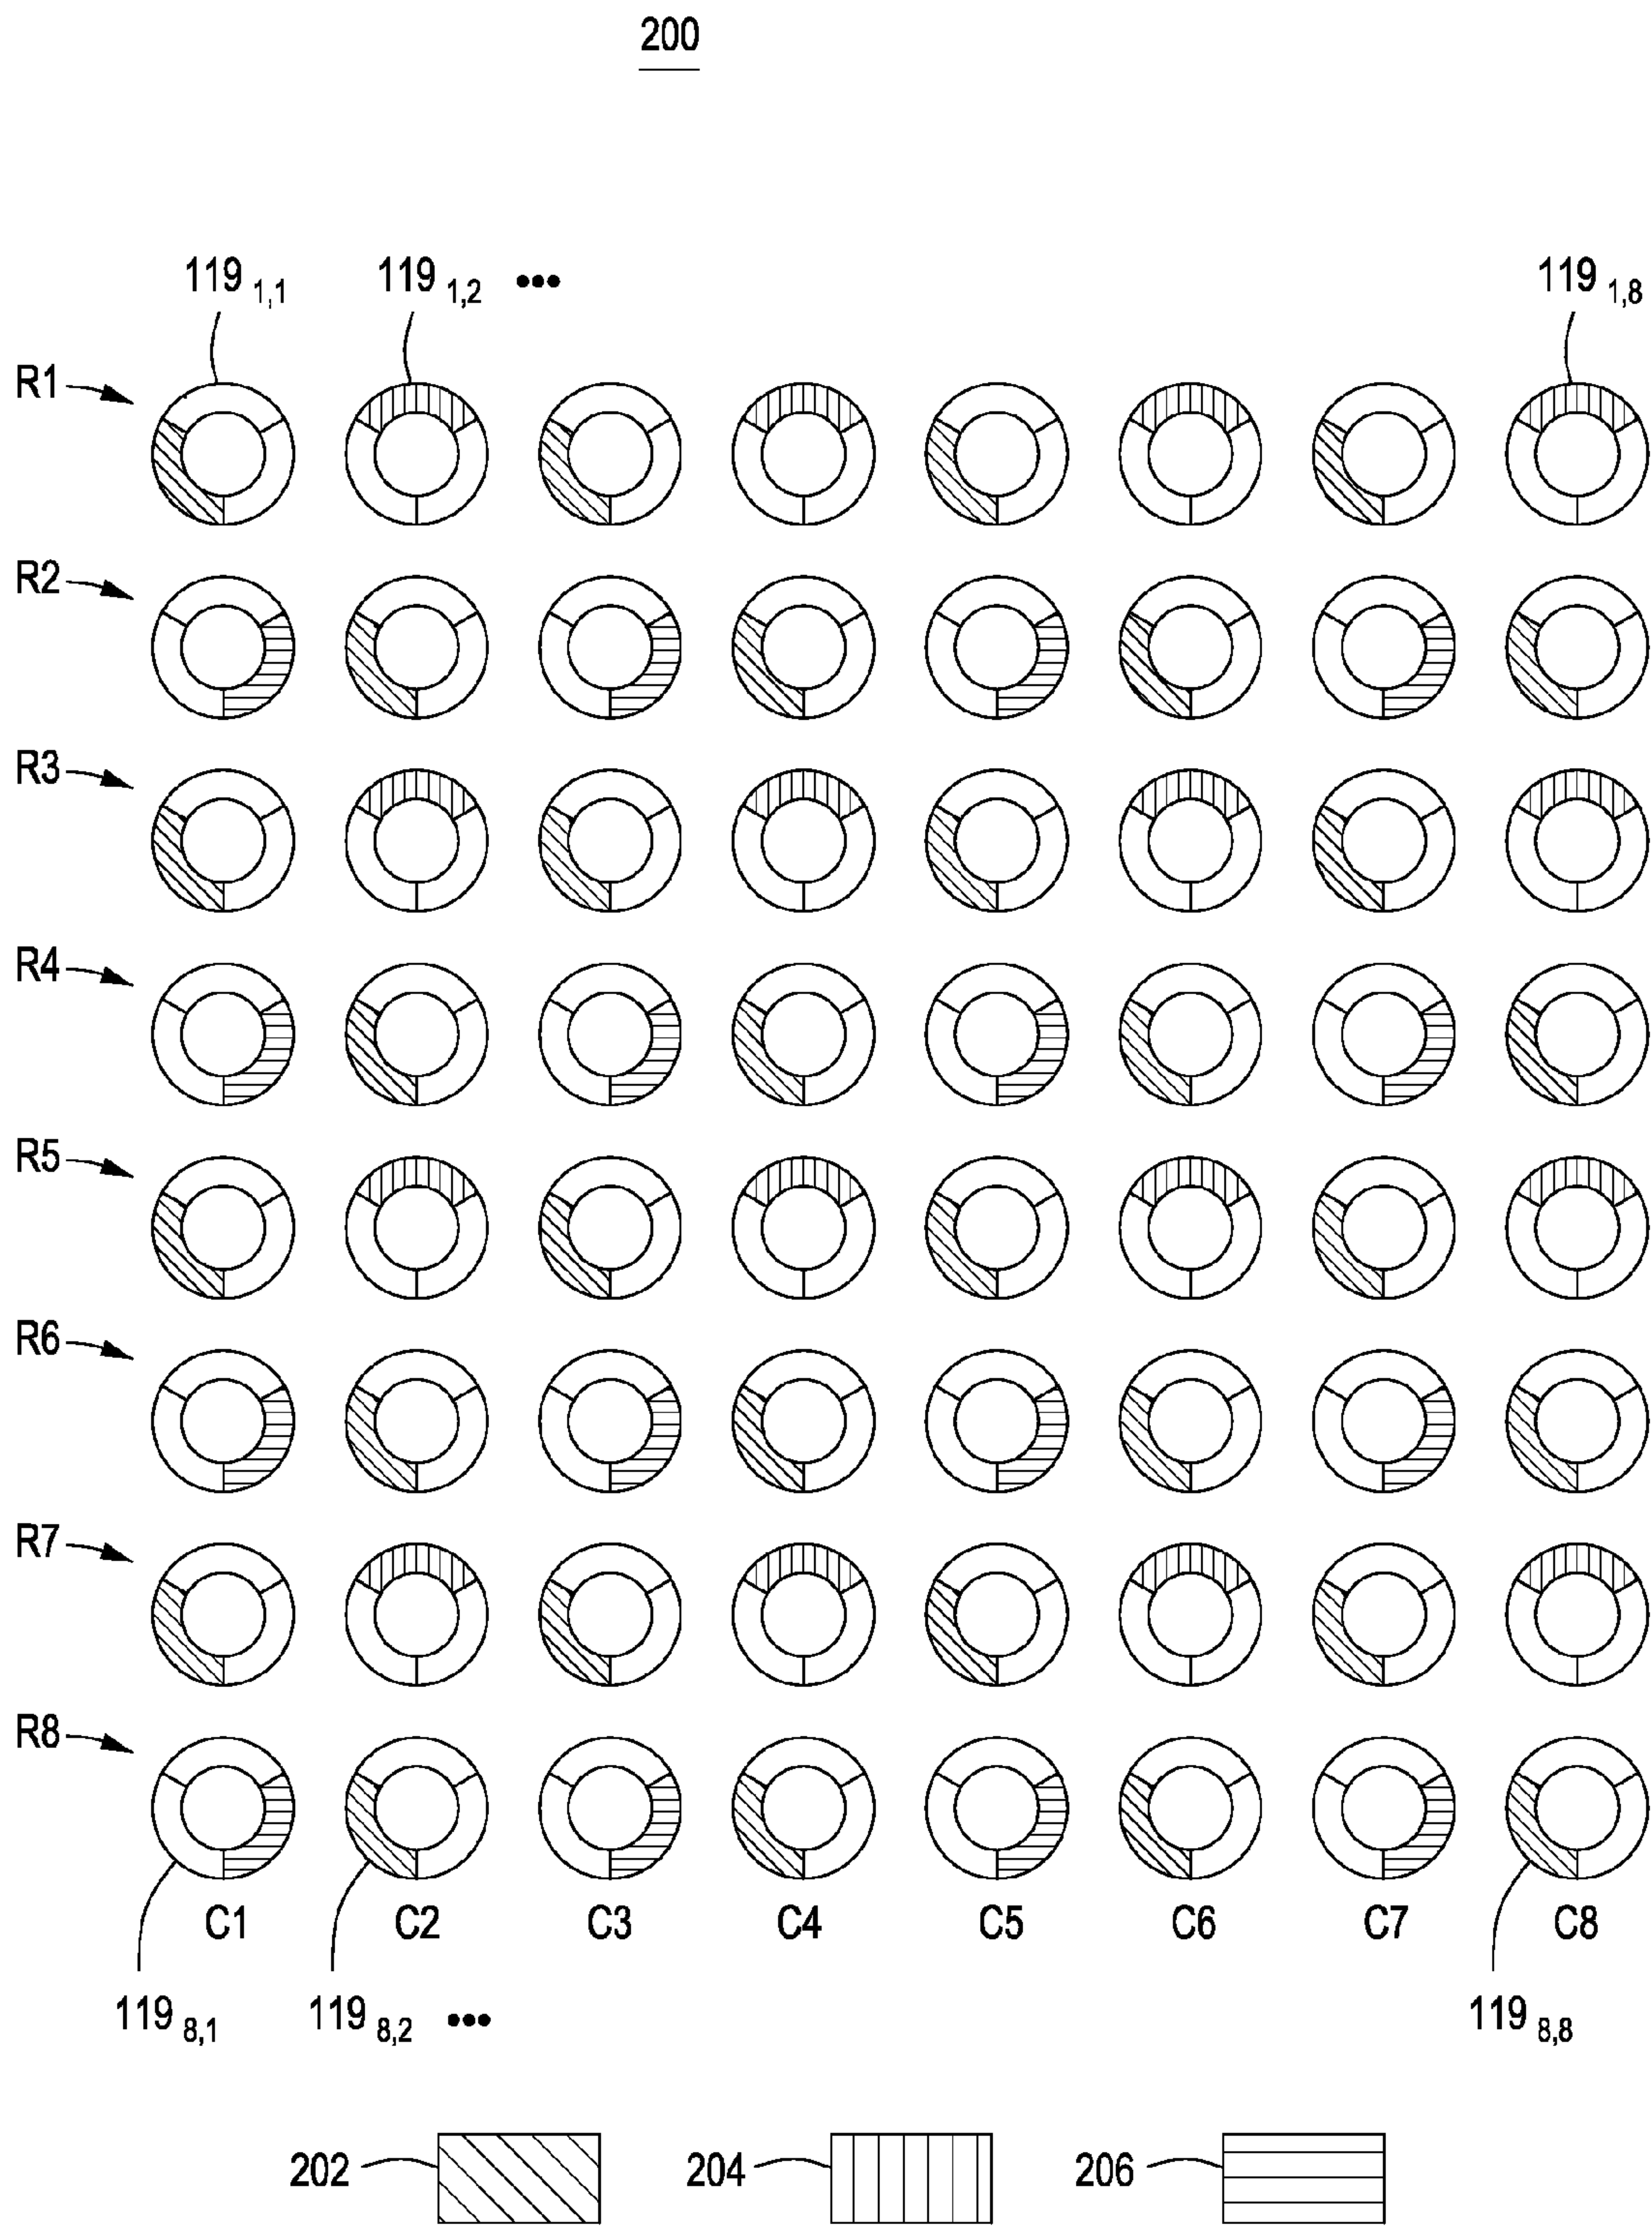 200
119 1,1 119 1,2 ••• 119 1,8
R1
R2
R3
R4
R5
R6
R7
R8
C1 C2 C3 C4 C5 C6 C7 C8
119 8,1 119 8,2 ••• 119 8,8
202 204 206